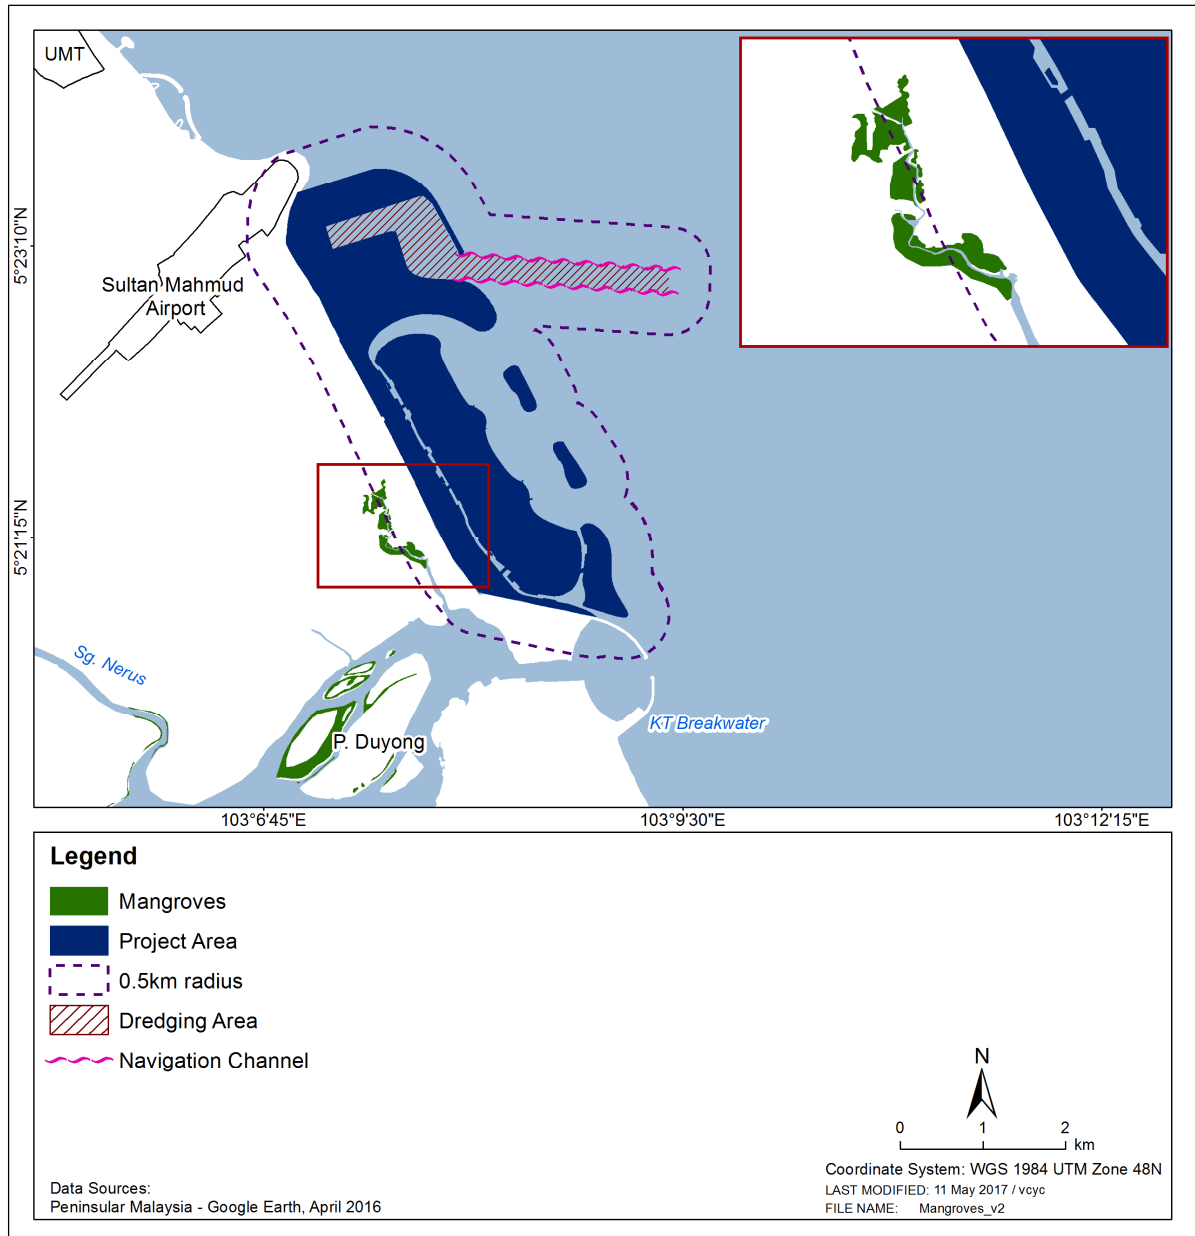 UMT
5°23'10"N
Sultan Mahmud
Airport
5°21'15"N
Sg. Nerus
KT Breakwater
P. Duyong
103°6'45"E
103°9'30"E
103°12'15"E
Legend
Mangroves
Project Area
0.5km radius
Dredging Area
Navigation Channel
N
0 1 2
km
Coordinate System: WGS 1984 UTM Zone 48N
LAST MODIFIED: 11 May 2017 / vcyc
FILE NAME: Mangroves_v2
Data Sources:
Peninsular Malaysia - Google Earth, April 2016